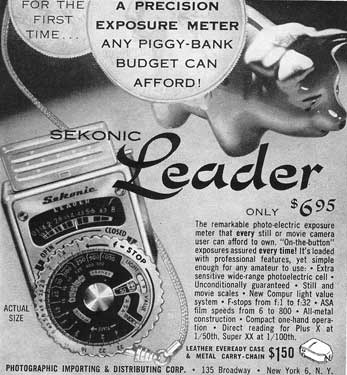 FOR THE
FIRST
TIME...
A PRECISION
EXPOSURE METER
ANY PIGGY-BANK
BUDGET CAN
AFFORD!
SEKONIC
Leader
ONLY $6.95
Sekonic
LEADER
CLOSED
F-STOP
ACTUAL
SIZE
The remarkable photo-electric exposure
meter that every still or movie camera
user can afford to own. "On-the-button"
exposures assured every time! It's loaded
with professional features, yet simple
enough for any amateur to use: • Extra
sensitive wide-range photoelectric cell •
Unconditionally guaranteed • Still and
movie scales • New Compur light value
system • F-stops from f:1 to f:32 • ASA
film speeds from 6 to 800 • All-metal
construction • Compact one-hand opera-
tion • Direct reading for Plus X at
1/50th, Super XX at 1/100th.
LEATHER EVEREADY CASE
& METAL CARRY-CHAIN $1.50
PHOTOGRAPHIC IMPORTING & DISTRIBUTING CORP. • 135 Broadway • New York 6, N. Y.